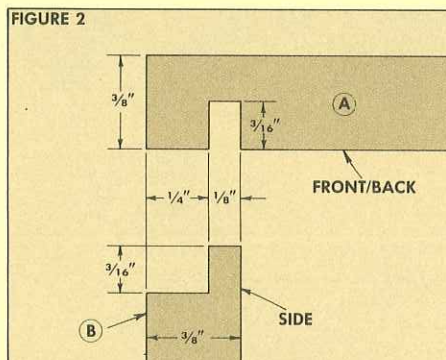 FIGURE 2
3/8"
A
3/16"
FRONT/BACK
1/4"
1/8"
3/16"
SIDE
B
3/8"